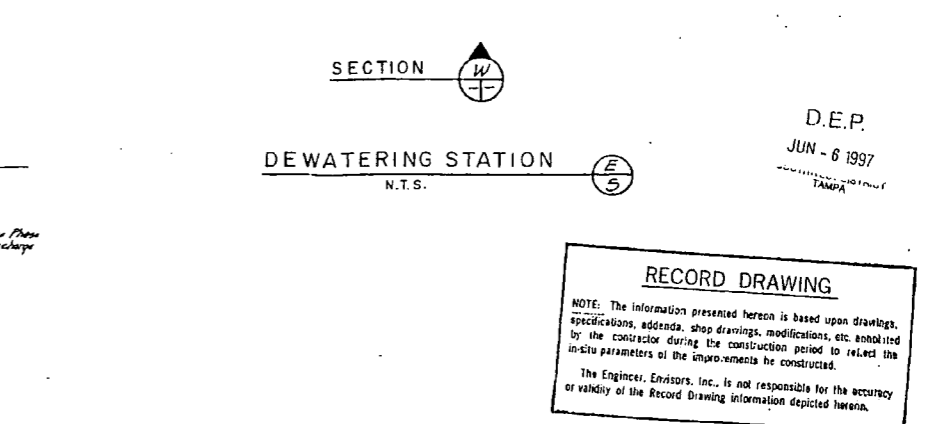 SECTION W
D.E.P.
JUN - 6 1997
DISTRICT
TAMPA
DEWATERING STATION E
N.T.S. 5
Phase
RECORD DRAWING
NOTE: The information presented hereon is based upon drawings,
specifications, addenda, shop drawings, modifications, etc. annotated
by the contractor during the construction period to reflect the
in-situ parameters of the improvements he constructed.
The Engineer, Envisors, Inc., is not responsible for the accuracy
or validity of the Record Drawing information depicted hereon.